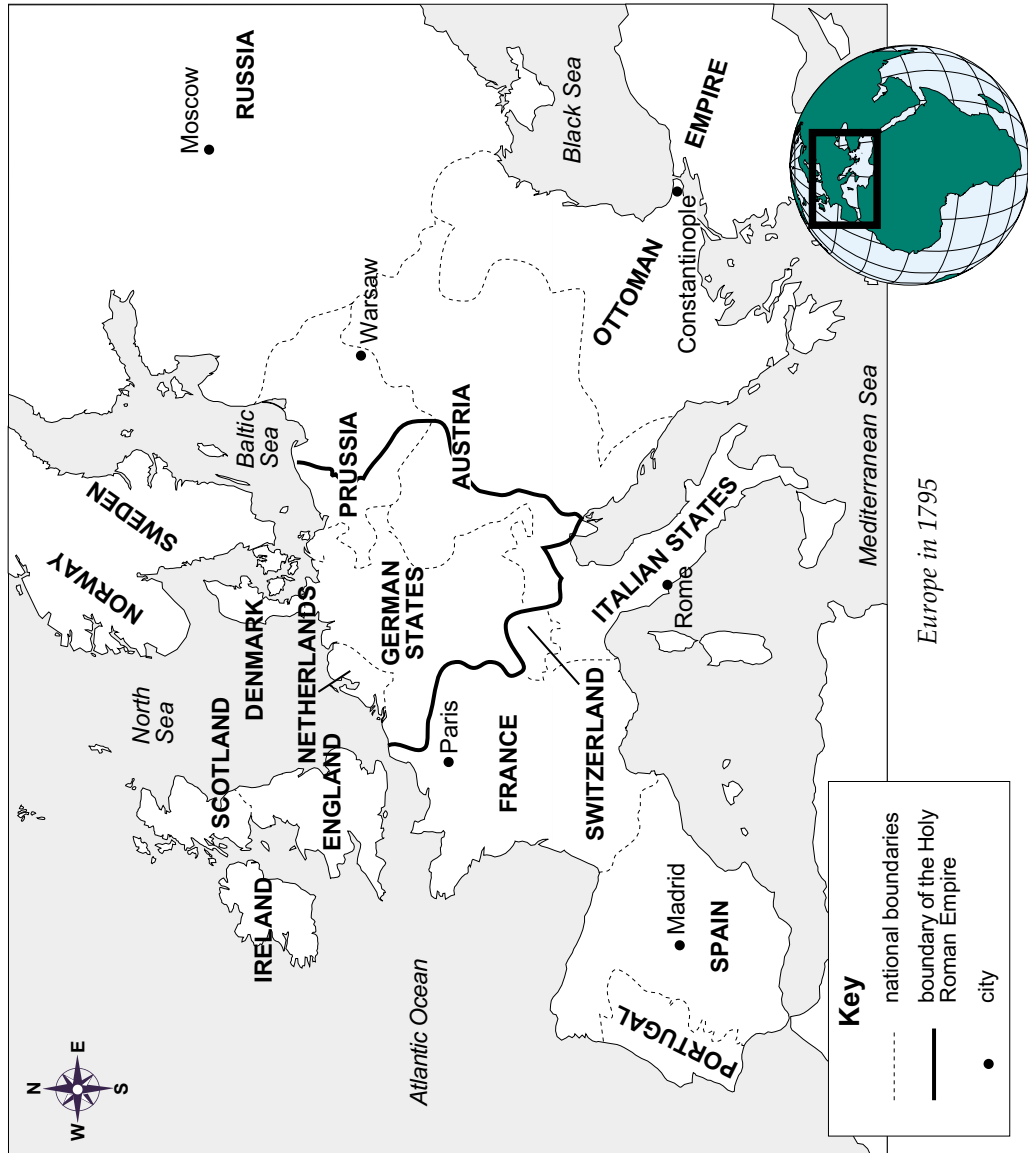 N
W
E
S
NORWAY
SWEDEN
Moscow
RUSSIA
North
Sea
Baltic
Sea
SCOTLAND
DENMARK
IRELAND
ENGLAND
NETHERLANDS
PRUSSIA
Warsaw
GERMAN
STATES
Atlantic Ocean
Paris
AUSTRIA
FRANCE
SWITZERLAND
Black Sea
ITALIAN STATES
OTTOMAN
EMPIRE
Constantinople
Rome
Madrid
SPAIN
PORTUGAL
Mediterranean Sea
Key
national boundaries
boundary of the Holy
Roman Empire
city
Europe in 1795